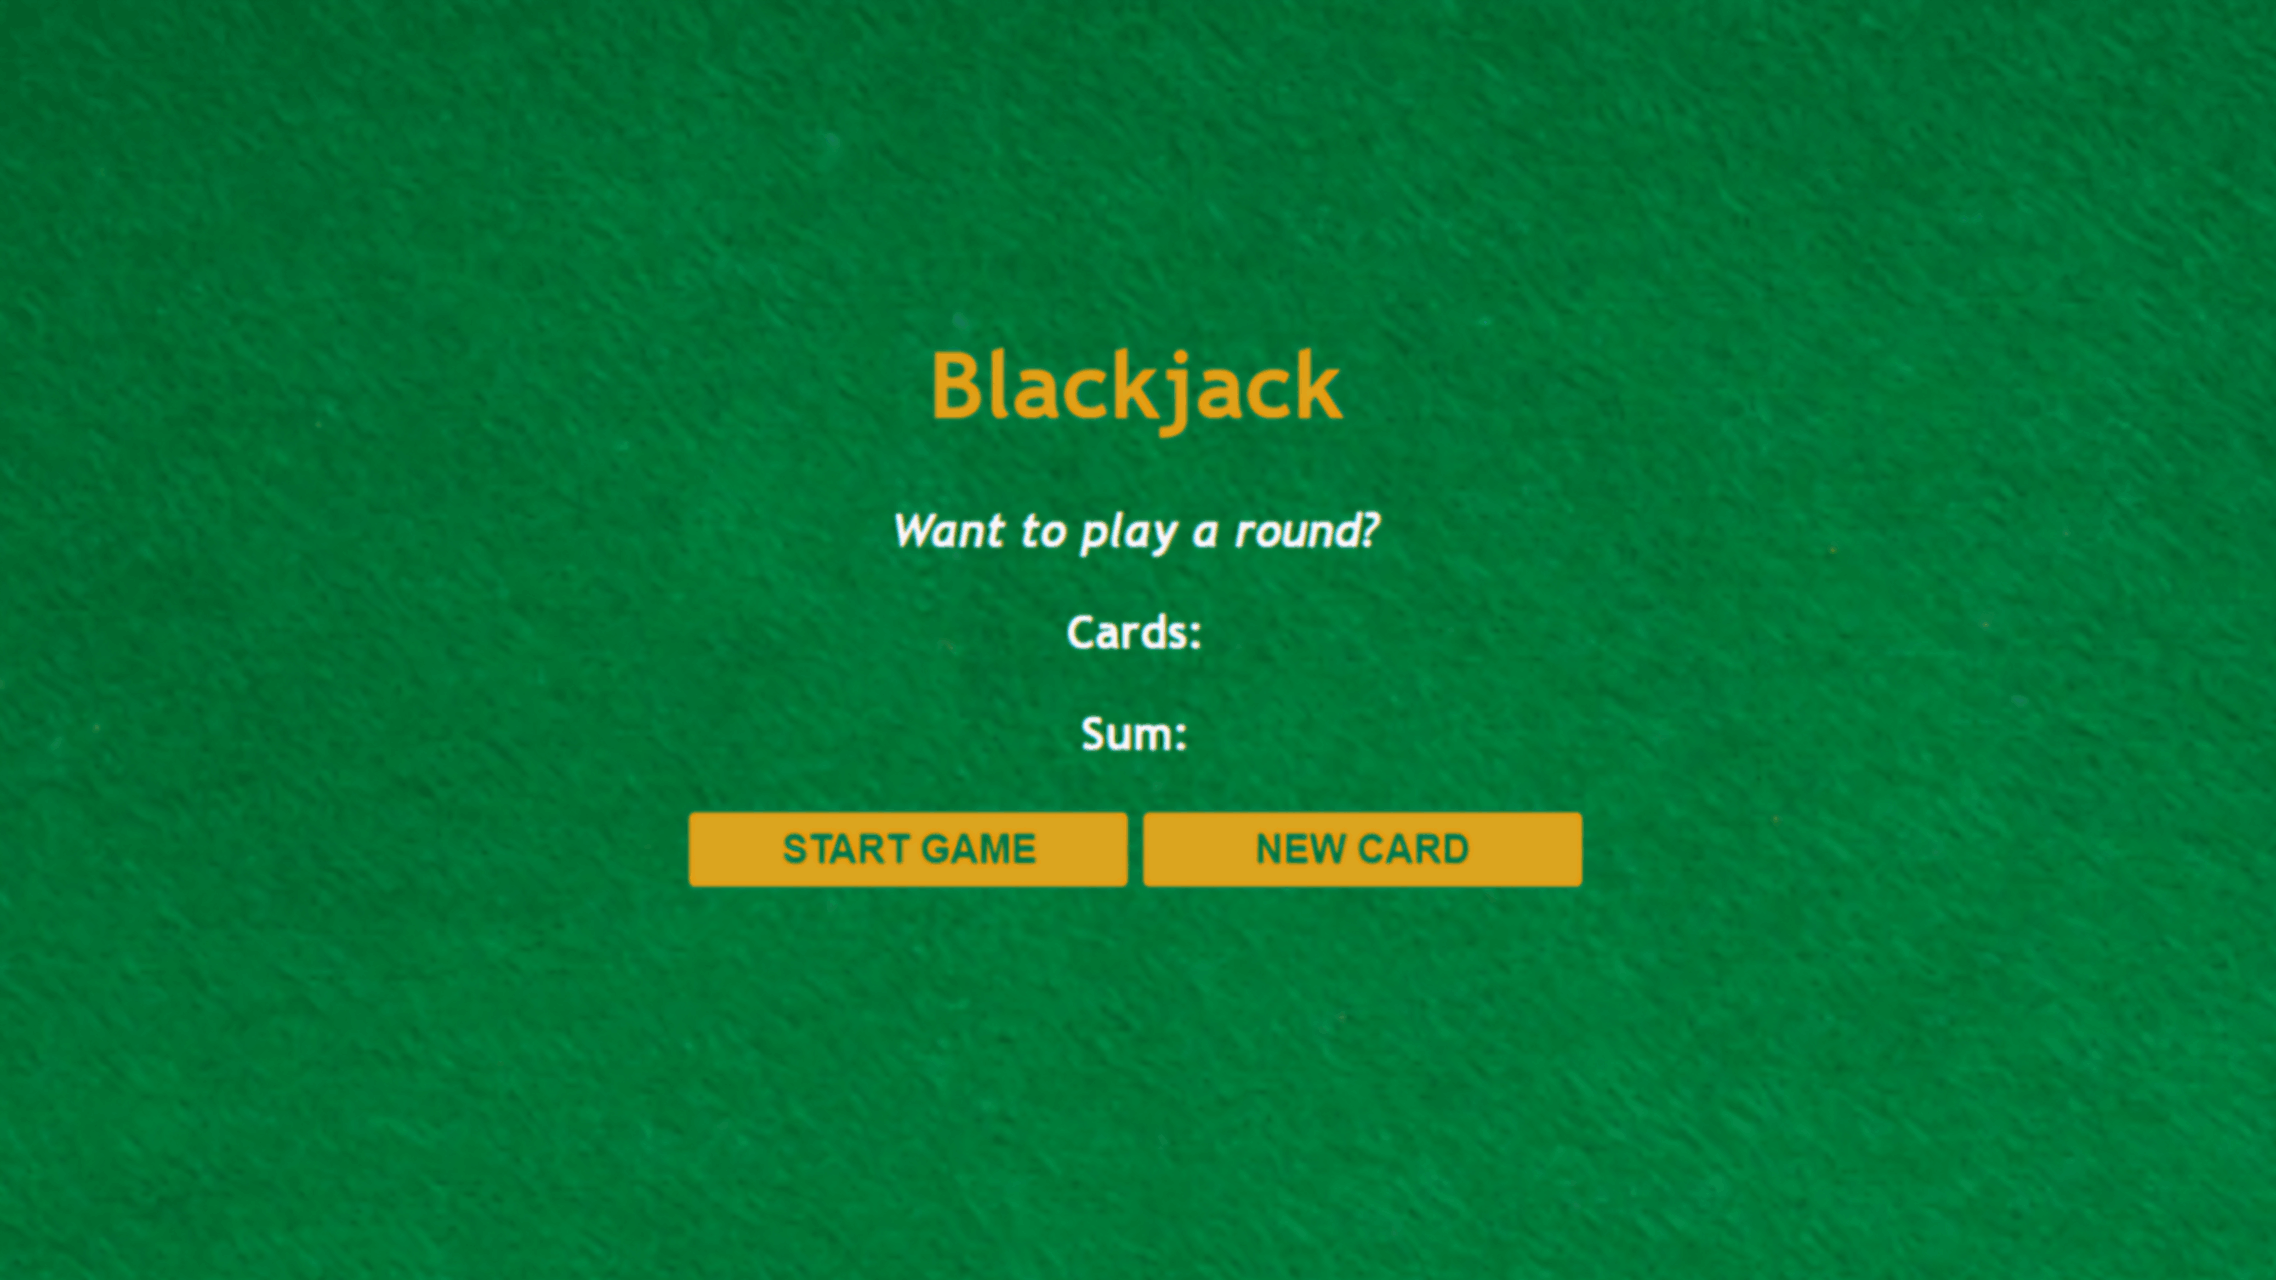 Blackjack
Want to play a round?
Cards:
Sum:
START GAME NEW CARD